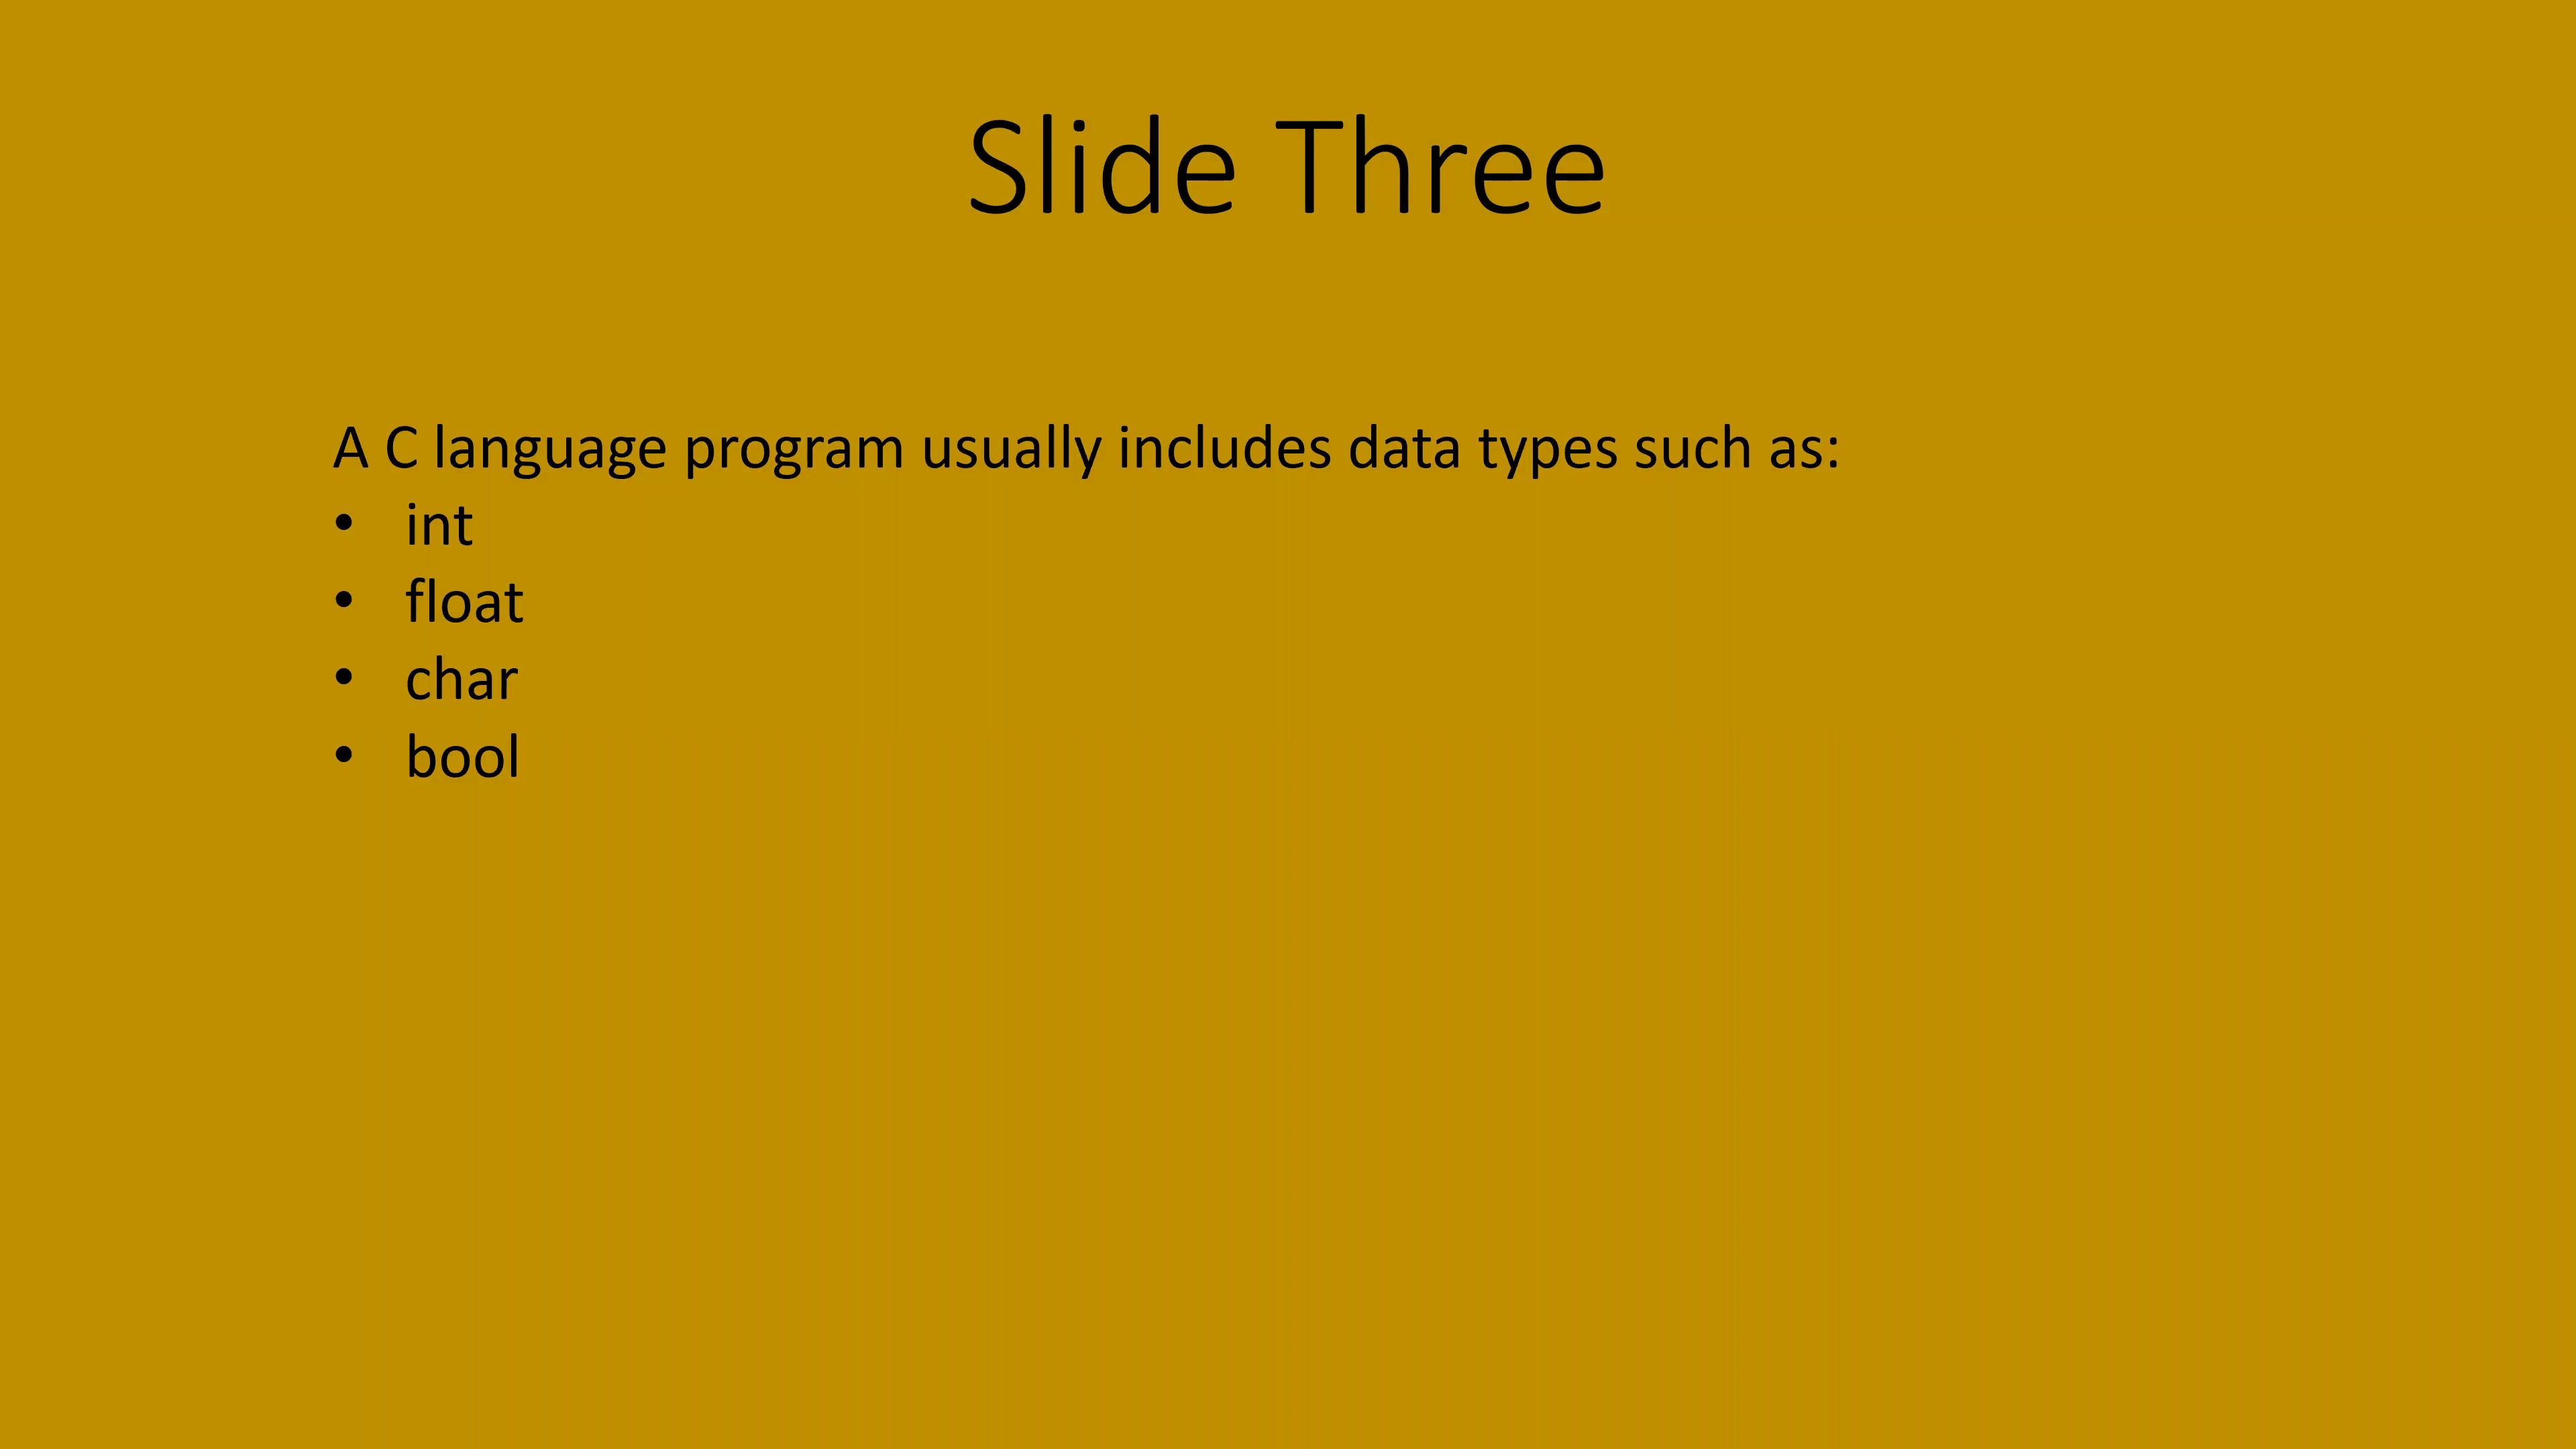 Slide Three
A C language program usually includes data types such as:
• int
• float
• char
• bool